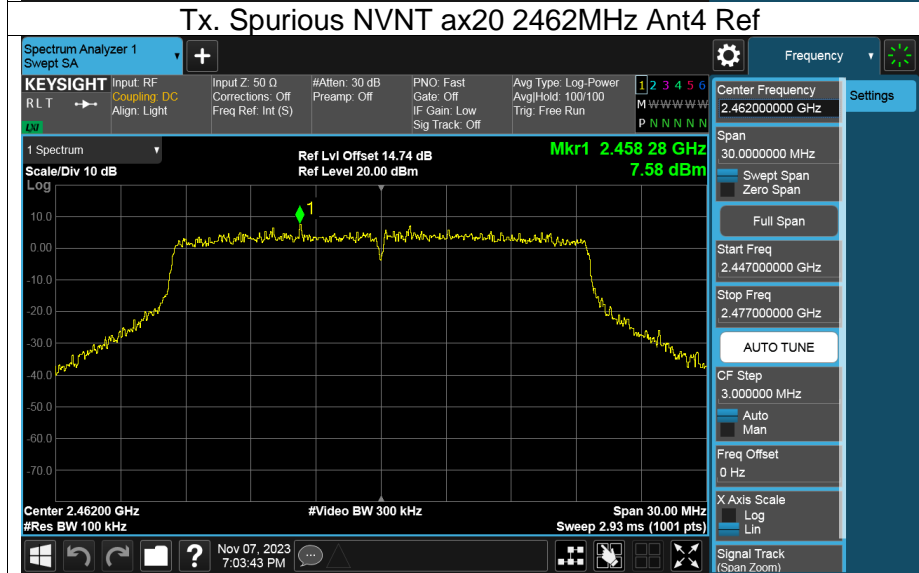 Tx. Spurious NVNT ax20 2462MHz Ant4 Ref
Spectrum Analyzer 1
Swept SA
+
Frequency
KEYSIGHT
RLT
LXI
Input: RF
Coupling: DC
Align: Light
Input Z: 50 Ω
Corrections: Off
Freq Ref: Int (S)
#Atten: 30 dB
Preamp: Off
PNO: Fast
Gate: Off
IF Gain: Low
Sig Track: Off
Avg Type: Log-Power
Avg|Hold: 100/100
Trig: Free Run
1 2 3 4 5 6
M W W W W W
P N N N N N
1 Spectrum
Scale/Div 10 dB
Ref Lvl Offset 14.74 dB
Ref Level 20.00 dBm
Mkr1 2.458 28 GHz
7.58 dBm
Log
1
10.0
0.00
-10.0
-20.0
-30.0
-40.0
-50.0
-60.0
-70.0
Center 2.46200 GHz
#Res BW 100 kHz
#Video BW 300 kHz
Span 30.00 MHz
Sweep 2.93 ms (1001 pts)
?
Nov 07, 2023
7:03:43 PM
Center Frequency
2.462000000 GHz
Settings
Span
30.0000000 MHz
Swept Span
Zero Span
Full Span
Start Freq
2.447000000 GHz
Stop Freq
2.477000000 GHz
AUTO TUNE
CF Step
3.000000 MHz
Auto
Man
Freq Offset
0 Hz
X Axis Scale
Log
Lin
Signal Track
(Span Zoom)